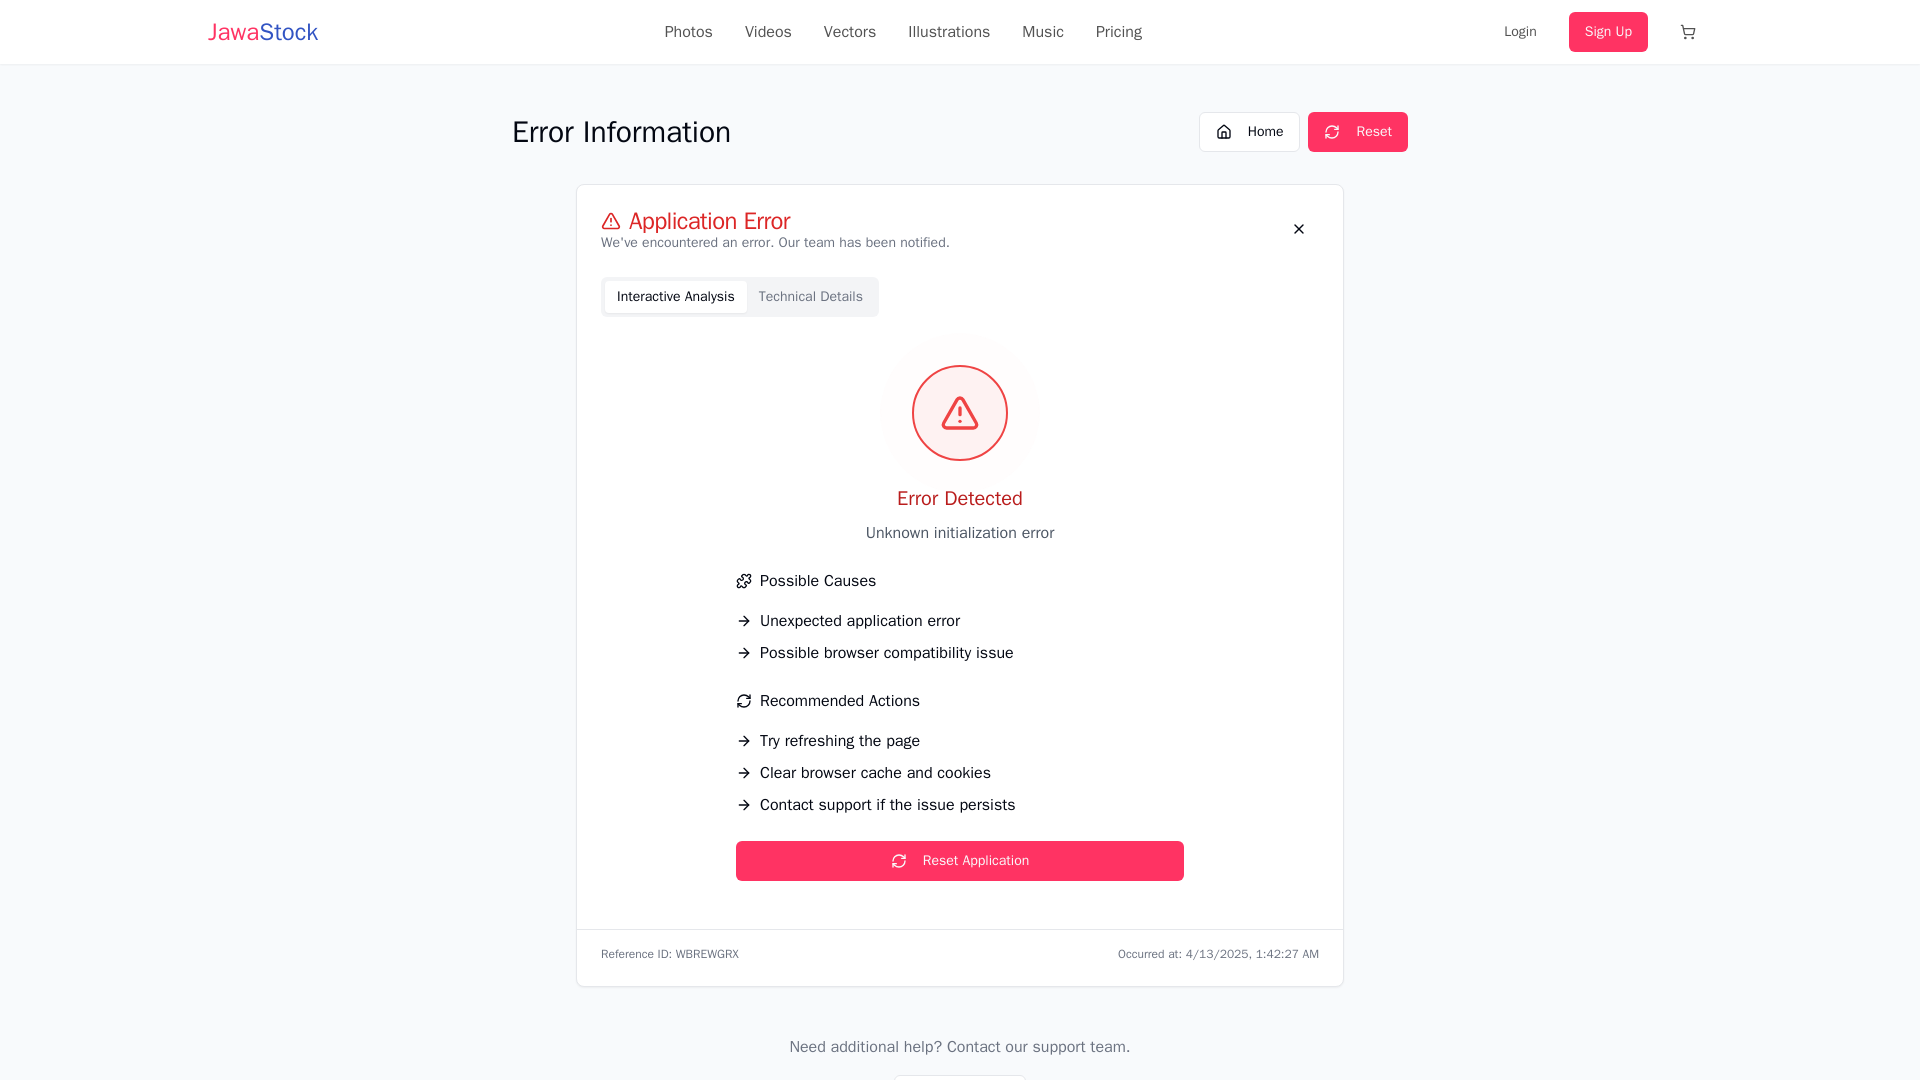 JawaStock
Photos
Videos
Vectors
Illustrations
Music
Pricing
Login
Sign Up
Error Information
Home
Reset
Application Error
We've encountered an error. Our team has been notified.
Interactive Analysis
Technical Details
Error Detected
Unknown initialization error
Possible Causes
Unexpected application error
Possible browser compatibility issue
Recommended Actions
Try refreshing the page
Clear browser cache and cookies
Contact support if the issue persists
Reset Application
Reference ID: WBREWGRX
Occurred at: 4/13/2025, 1:42:27 AM
Need additional help? Contact our support team.